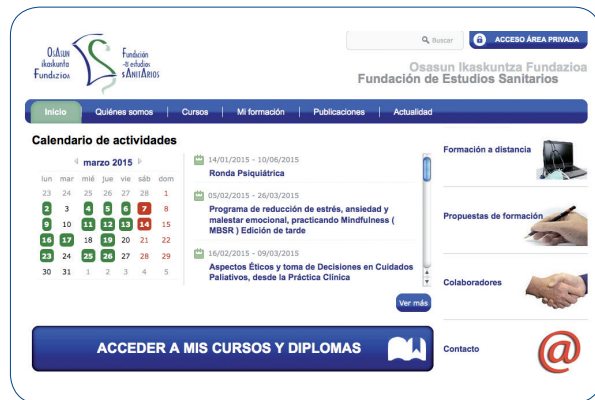 OsAsun
ikaskuntz
Fundazioa
Fundación
de estudios
sAnitArios
Buscar
ACCESO ÁREA PRIVADA
Osasun Ikaskuntza Fundazioa
Fundación de Estudios Sanitarios
Inicio Quiénes somos Cursos Mi formación Publicaciones Actualidad
Calendario de actividades
marzo 2015
lun mar mié jue vie sáb dom
23 24 25 26 27 28 1
2 3 4 5 6 7 8
9 10 11 12 13 14 15
16 17 18 19 20 21 22
23 24 25 26 27 28 29
30 31 1 2 3 4 5
14/01/2015 - 10/06/2015
Ronda Psiquiátrica
05/02/2015 - 26/03/2015
Programa de reducción de estrés, ansiedad y
malestar emocional, practicando Mindfulness (
MBSR ) Edición de tarde
16/02/2015 - 09/03/2015
Aspectos Éticos y toma de Decisiones en Cuidados
Paliativos, desde la Práctica Clínica
Ver más
Formación a distancia
Propuestas de formación
Colaboradores
Contacto
@
ACCEDER A MIS CURSOS Y DIPLOMAS